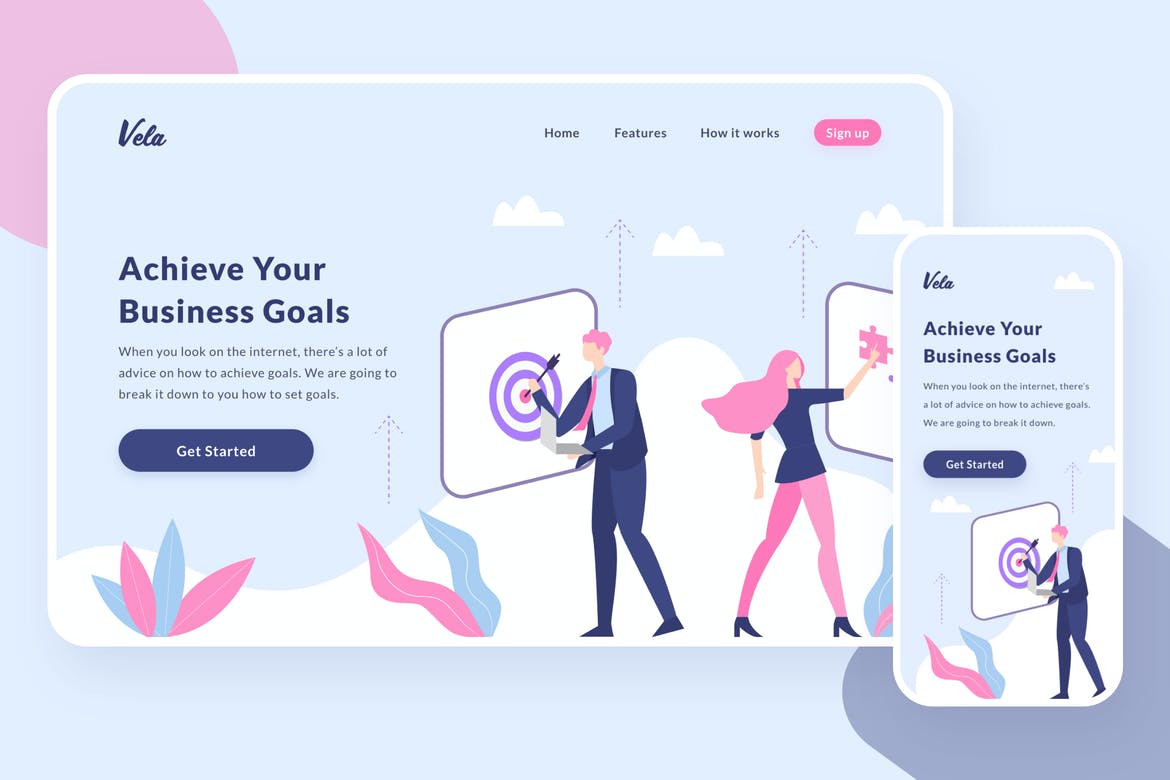 Vela
Home Features How it works Sign up
Achieve Your
Business Goals
When you look on the internet, there's a lot of
advice on how to achieve goals. We are going to
break it down to you how to set goals.
Get Started
Vela
Achieve Your
Business Goals
When you look on the internet, there's
a lot of advice on how to achieve goals.
We are going to break it down.
Get Started